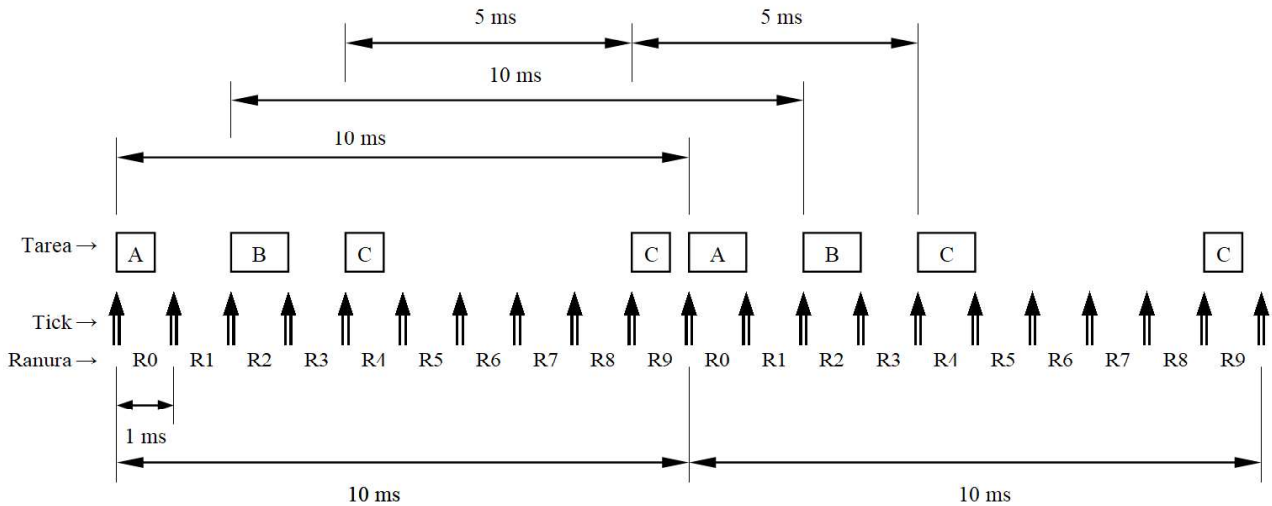 5 ms 5 ms
10 ms
10 ms
Tarea → A B C C A B C C
Tick →
Ranura → R0 R1 R2 R3 R4 R5 R6 R7 R8 R9 R0 R1 R2 R3 R4 R5 R6 R7 R8 R9
1 ms
10 ms 10 ms